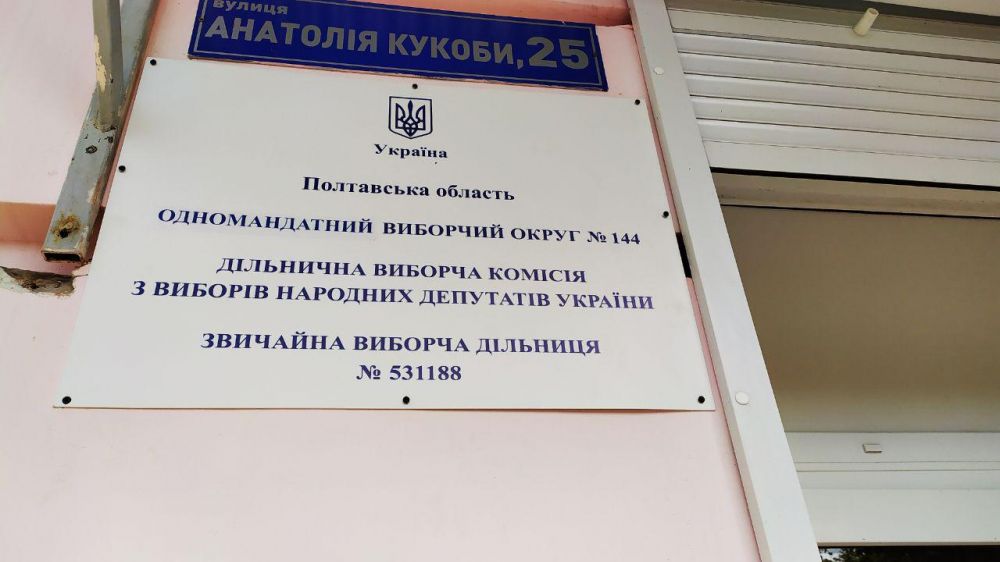 вулиця
АНАТОЛІЯ КУКОБИ, 25
Україна
Полтавська область
ОДНОМАНДАТНИЙ ВИБОРЧИЙ ОКРУГ № 144
ДІЛЬНИЧНА ВИБОРЧА КОМІСІЯ
З ВИБОРІВ НАРОДНИХ ДЕПУТАТІВ УКРАЇНИ
ЗВИЧАЙНА ВИБОРЧА ДІЛЬНИЦЯ
№ 531188